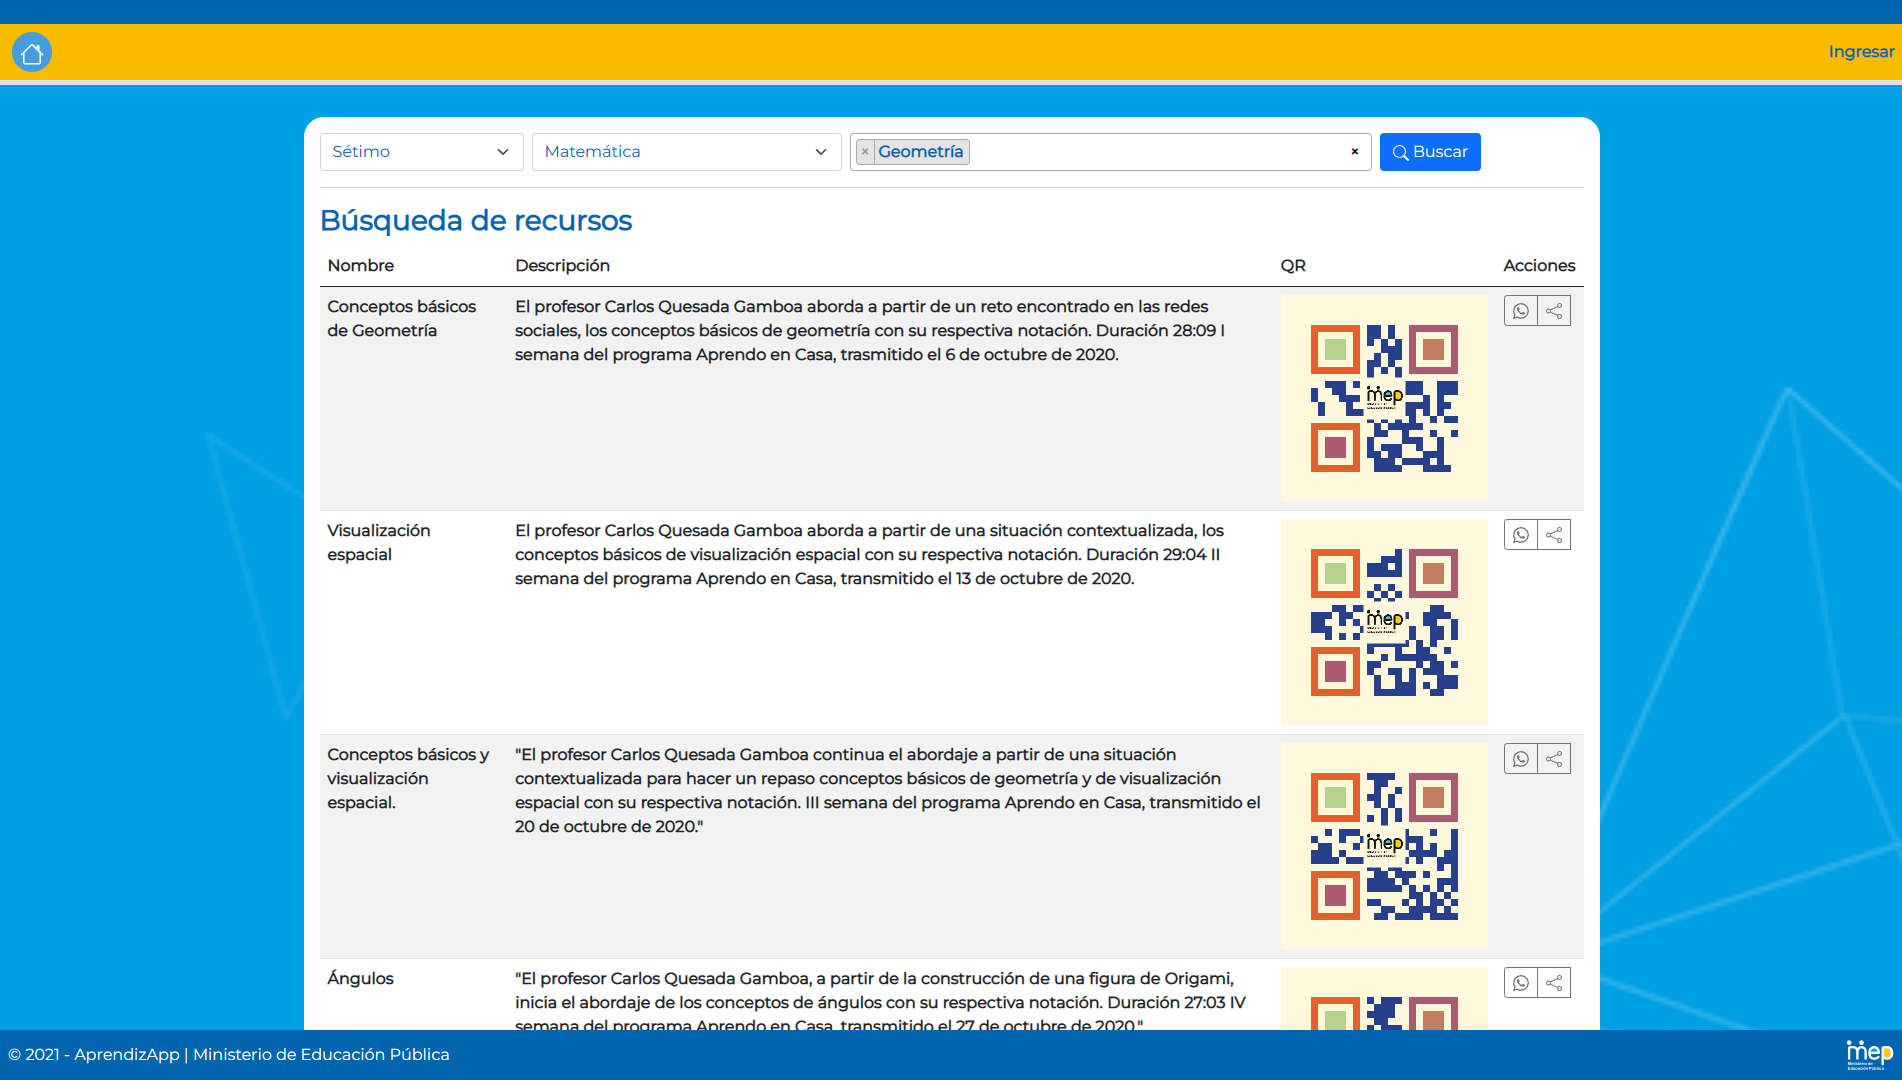 Ingresar
Sétimo
Matemática
× Geometría
×
Buscar
Búsqueda de recursos
Nombre
Descripción
QR
Acciones
Conceptos básicos
de Geometría
El profesor Carlos Quesada Gamboa aborda a partir de un reto encontrado en las redes
sociales, los conceptos básicos de geometría con su respectiva notación. Duración 28:09 I
semana del programa Aprendo en Casa, trasmitido el 6 de octubre de 2020.
mep
Visualización
espacial
El profesor Carlos Quesada Gamboa aborda a partir de una situación contextualizada, los
conceptos básicos de visualización espacial con su respectiva notación. Duración 29:04 II
semana del programa Aprendo en Casa, transmitido el 13 de octubre de 2020.
mep
Conceptos básicos y
visualización
espacial.
"El profesor Carlos Quesada Gamboa continua el abordaje a partir de una situación
contextualizada para hacer un repaso conceptos básicos de geometría y de visualización
espacial con su respectiva notación. III semana del programa Aprendo en Casa, transmitido el
20 de octubre de 2020."
mep
Ángulos
"El profesor Carlos Quesada Gamboa, a partir de la construcción de una figura de Origami,
inicia el abordaje de los conceptos de ángulos con su respectiva notación. Duración 27:03 IV
semana del programa Aprendo en Casa, transmitido el 27 de octubre de 2020."
© 2021 - AprendizApp | Ministerio de Educación Pública
mep
Ministerio de
Educación Pública